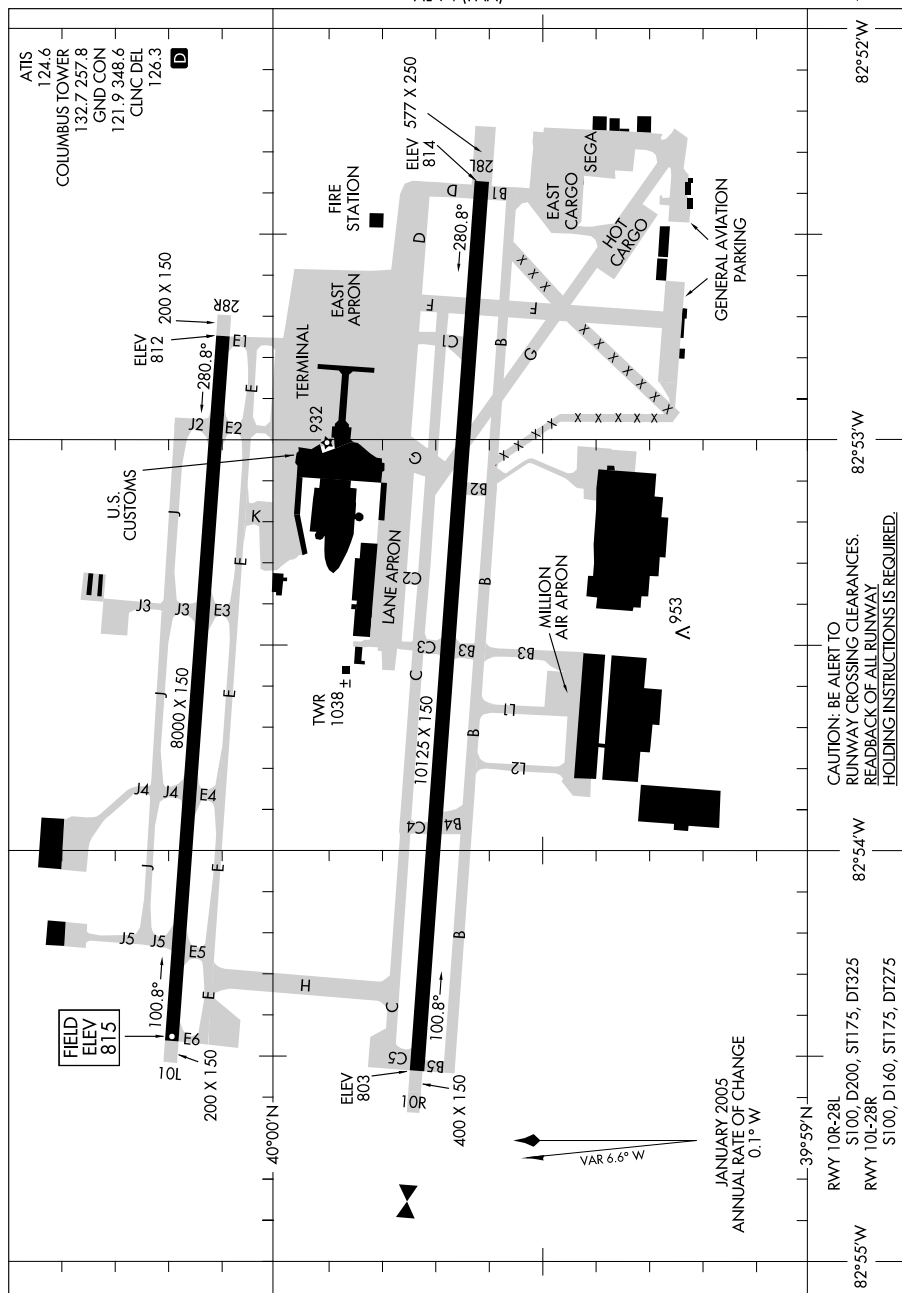 ATIS
124.6
COLUMBUS TOWER
132.7 257.8
GND CON
121.9 348.6
CLNC DEL
126.3
D
82°52'W
82°53'W
82°54'W
82°55'W
40°00'N
39°59'N
FIELD
ELEV
815
10L
200 X 150
100.8°
E6
J5
J5
E5
J
E
E
H
J4
J4
E4
8000 X 150
J
E
J3
J3
E3
J
E
K
U.S.
CUSTOMS
J2
E2
E
280.8°
ELEV
812
E1
28R
200 X 150
TERMINAL
932
EAST
APRON
FIRE
STATION
TWR
1038 ±
LANE APRON
ELEV
803
10R
400 X 150
C5
B5
100.8°
C
B
C4
B4
10125 X 150
C
B
L2
L1
C3
B3
B3
C2
B
B2
G
MILLION
AIR APRON
953
C1
B
G
F
F
D
D
280.8°
B1
28L
ELEV
814
577 X 250
EAST
CARGO
SEGA
HOT
CARGO
GENERAL AVIATION
PARKING
X X X X X X X X X X X X X X X X X X
JANUARY 2005
ANNUAL RATE OF CHANGE
0.1° W
VAR 6.6° W
CAUTION: BE ALERT TO
RUNWAY CROSSING CLEARANCES.
READBACK OF ALL RUNWAY
HOLDING INSTRUCTIONS IS REQUIRED.
RWY 10R-28L
S100, D200, ST175, DT325
RWY 10L-28R
S100, D160, ST175, DT275